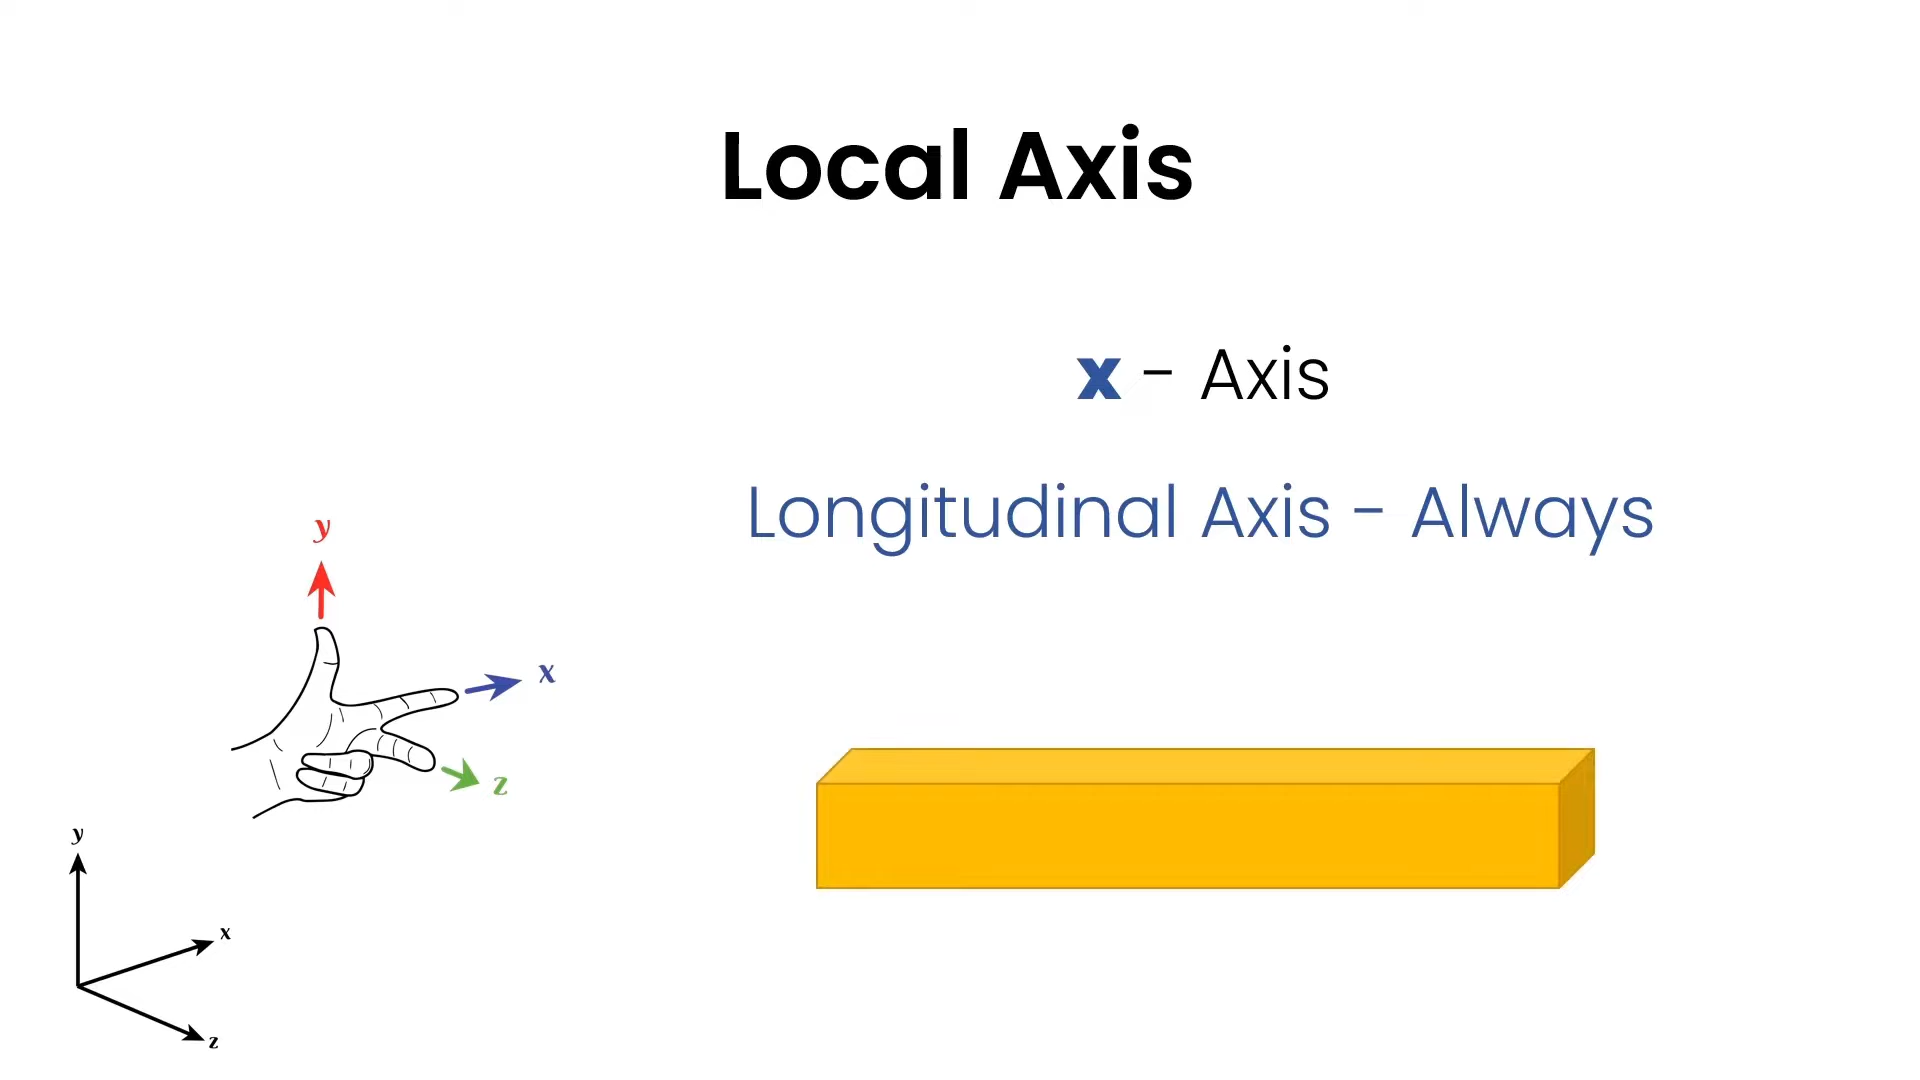 Local Axis
x - Axis
Longitudinal Axis - Always
y
x
z
y
x
z